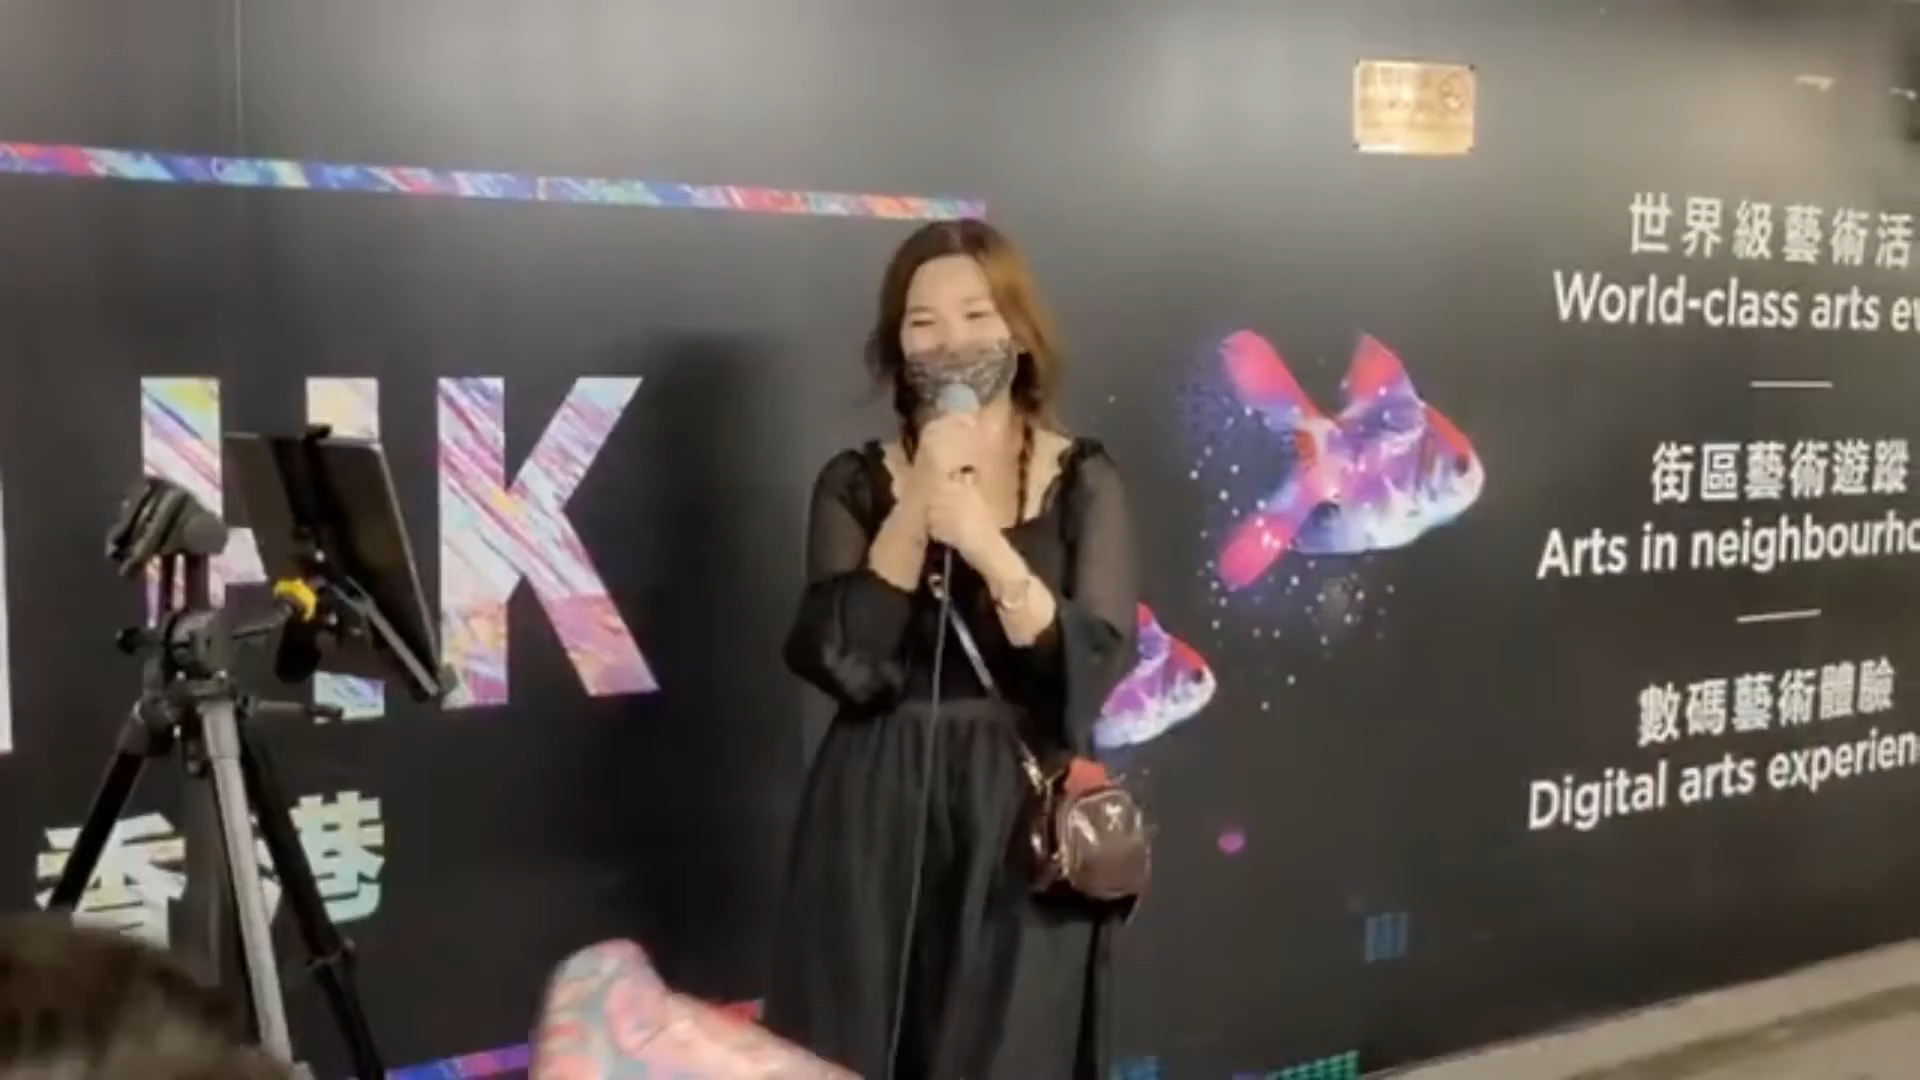 HK
香港
世界級藝術活
World-class arts ev
街區藝術遊蹤
Arts in neighbourho
數碼藝術體驗
Digital arts experien